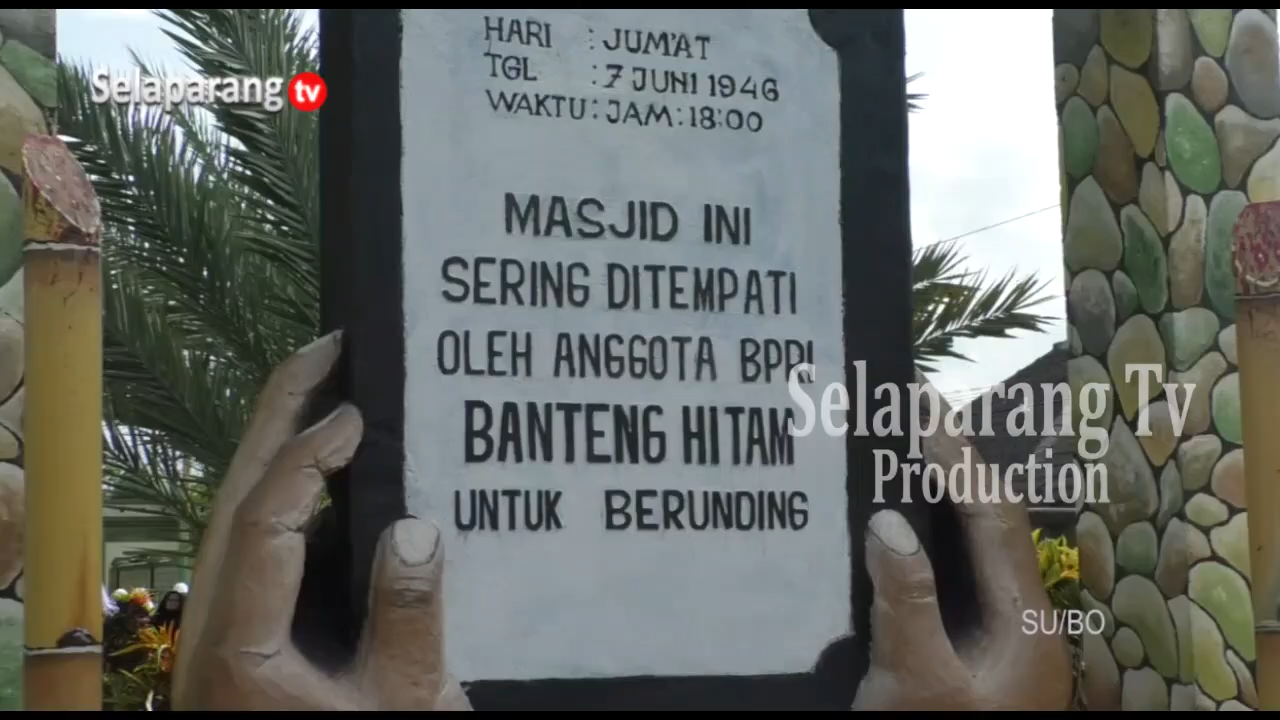 HARI : JUM'AT
TGL : 7 JUNI 1946
WAKTU : JAM : 18:00
MASJID INI
SERING DITEMPATI
OLEH ANGGOTA BPRI
BANTENG HITAM
UNTUK BERUNDING
Selaparang tv
Selaparang Tv
Production
SU/BO